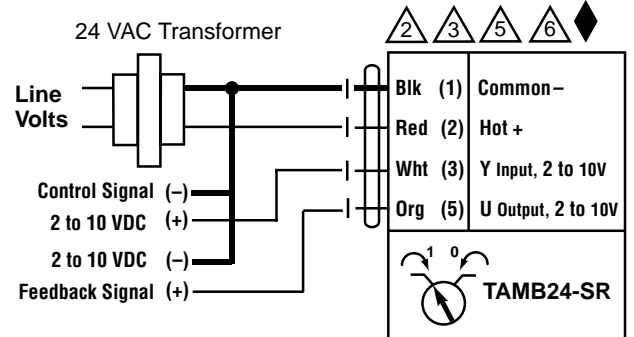 24 VAC Transformer
2 3 5 6
Line
Volts
Blk (1) Common –
Red (2) Hot +
Wht (3) Y Input, 2 to 10V
Org (5) U Output, 2 to 10V
Control Signal (–)
2 to 10 VDC (+)
2 to 10 VDC (–)
Feedback Signal (+)
1 0
TAMB24-SR